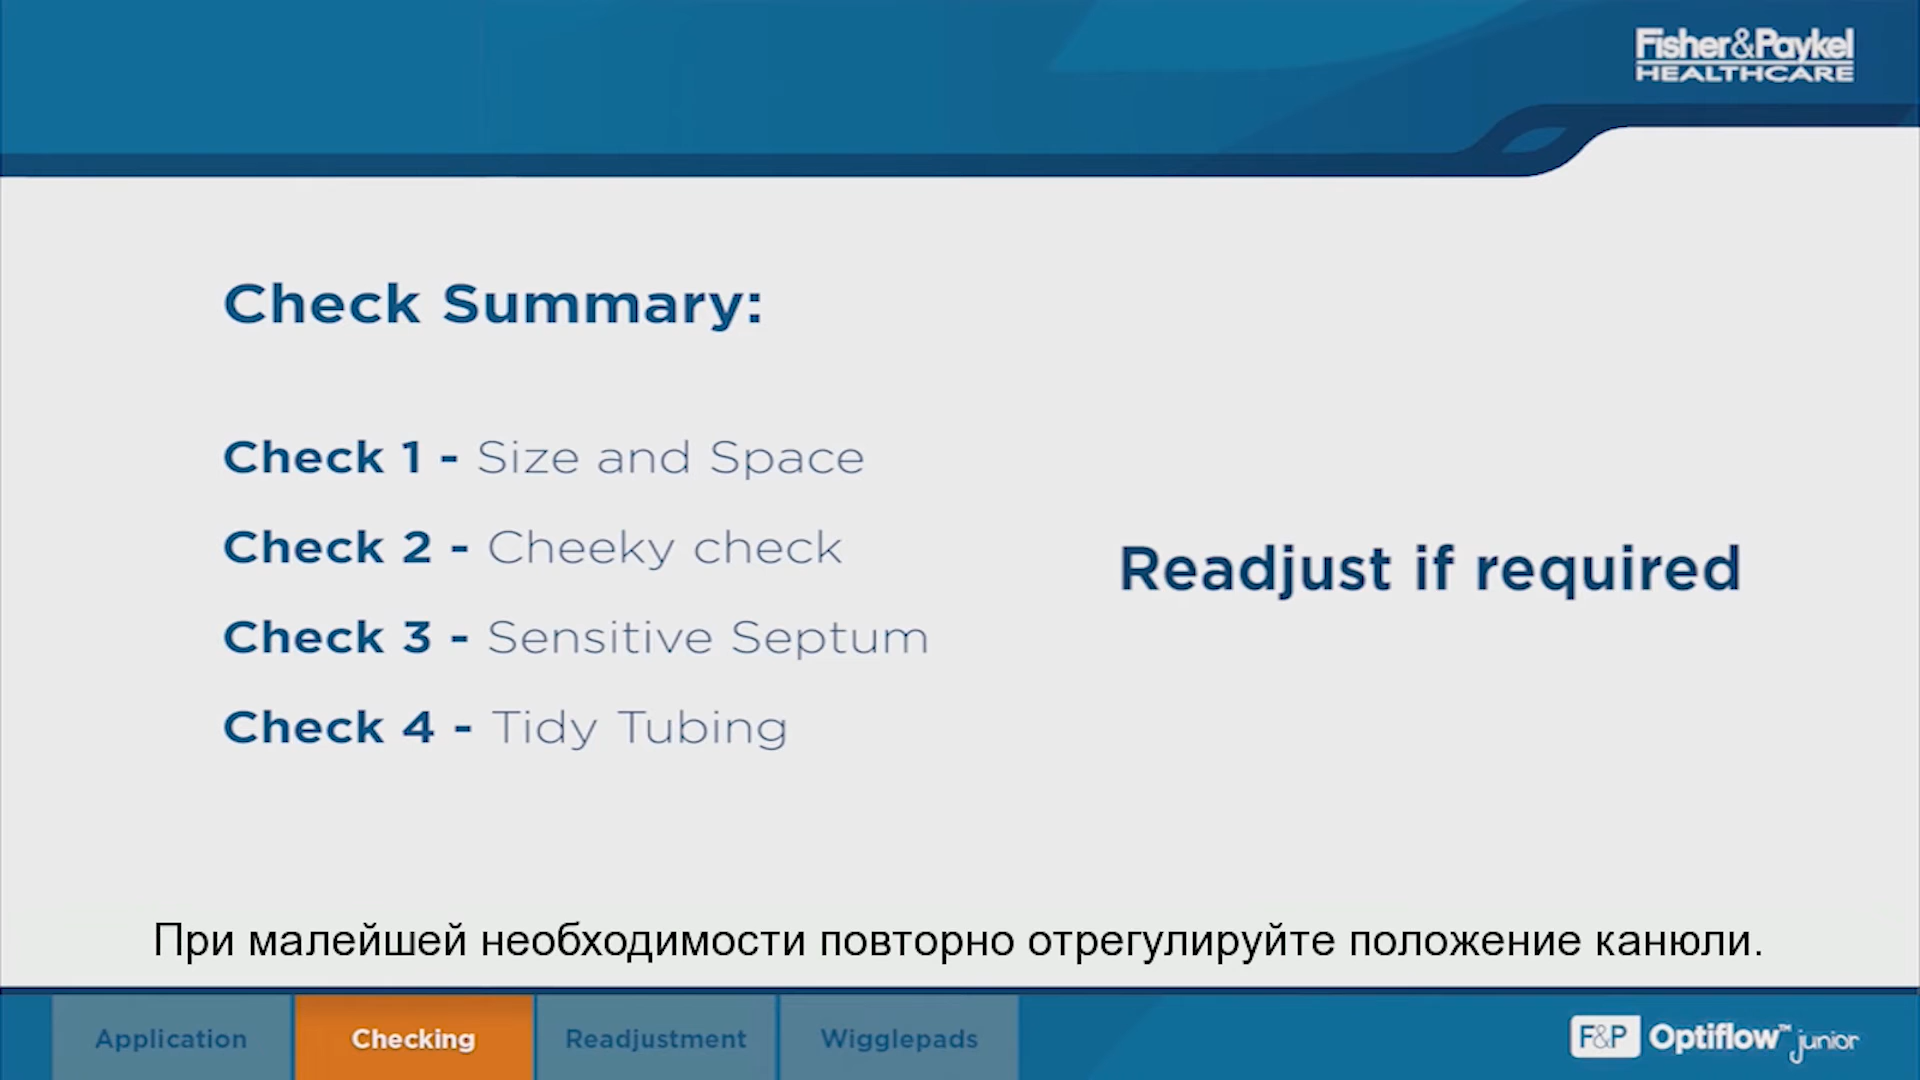 Fisher&Paykel
HEALTHCARE
Check Summary:
Check 1 - Size and Space
Check 2 - Cheeky check
Check 3 - Sensitive Septum
Check 4 - Tidy Tubing
Readjust if required
При малейшей необходимости повторно отрегулируйте положение канюли.
Application
Checking
Readjustment
Wigglepads
F&P Optiflow™ junior